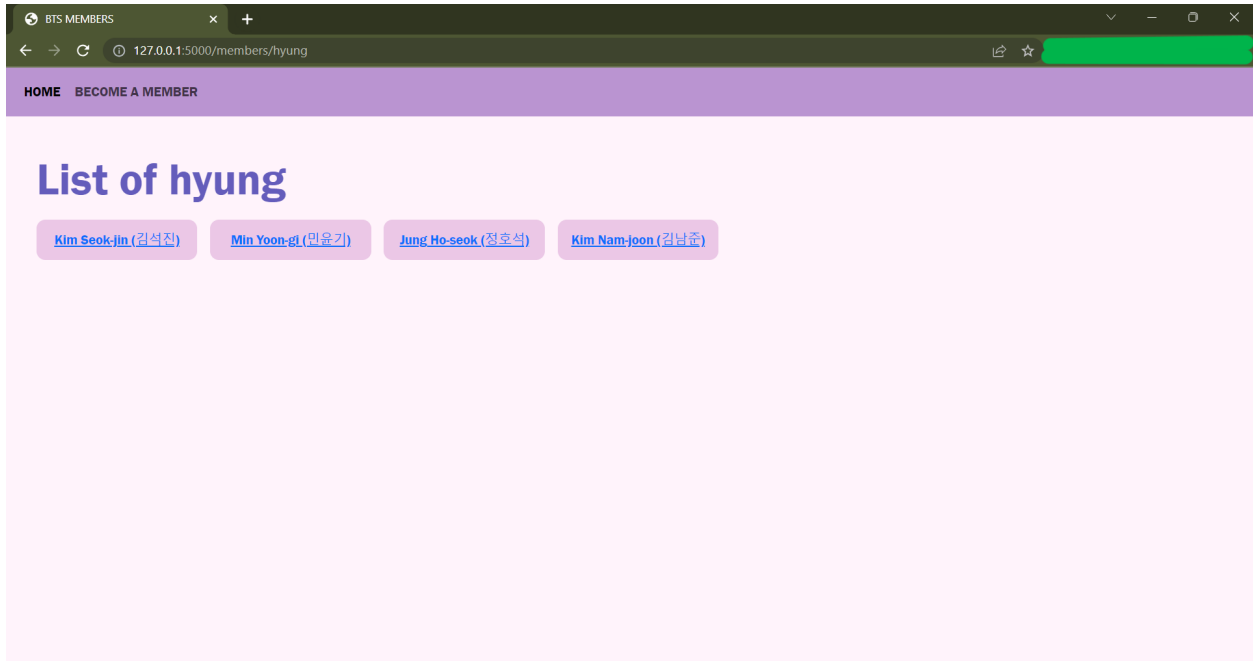 BTS MEMBERS
127.0.0.1:5000/members/hyung
HOME BECOME A MEMBER
List of hyung
Kim Seok-jin (김석진) Min Yoon-gi (민윤기) Jung Ho-seok (정호석) Kim Nam-joon (김남준)